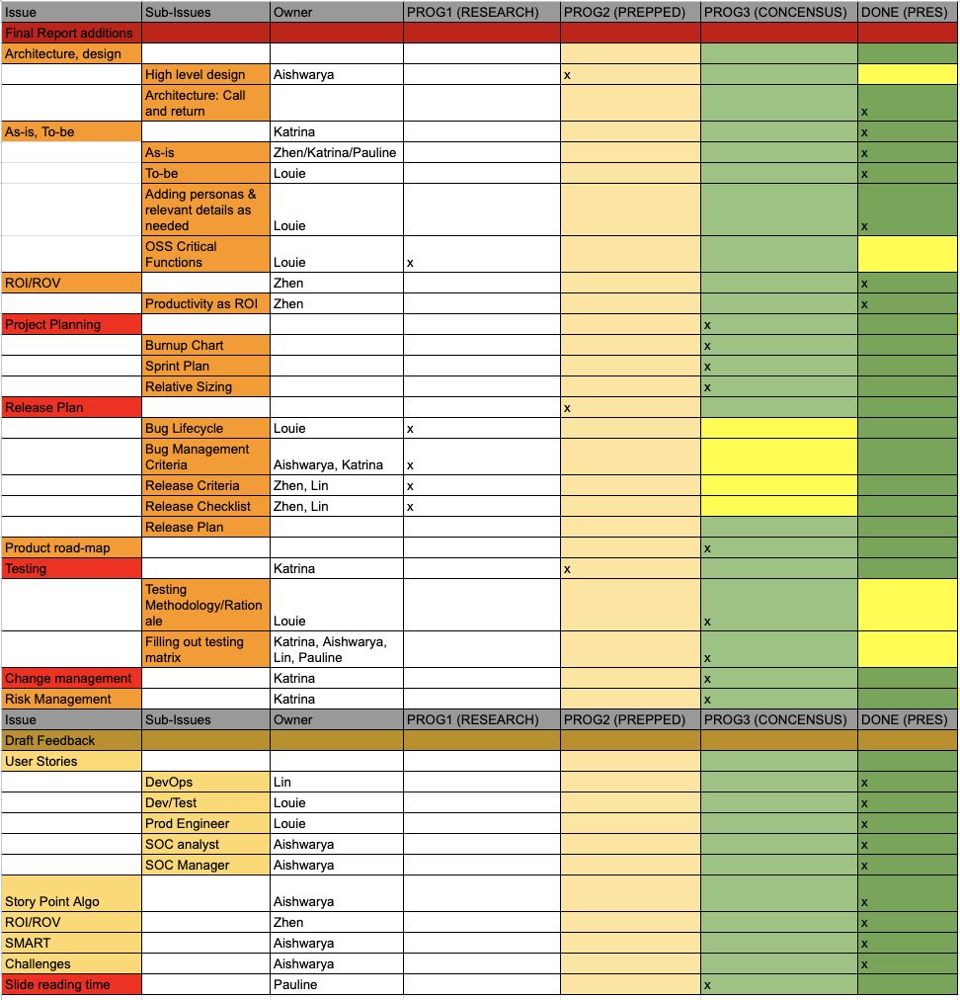 Issue Sub-Issues Owner PROG1 (RESEARCH) PROG2 (PREPPED) PROG3 (CONCENSUS) DONE (PRES)
Final Report additions
Architecture, design
High level design Aishwarya x
Architecture: Call
and return x
As-is, To-be Katrina x
As-is Zhen/Katrina/Pauline x
To-be Louie x
Adding personas &
relevant details as
needed Louie x
OSS Critical
Functions Louie x
ROI/ROV Zhen x
Productivity as ROI Zhen x
Project Planning x
Burnup Chart x
Sprint Plan x
Relative Sizing x
Release Plan x
Bug Lifecycle Louie x
Bug Management
Criteria Aishwarya, Katrina x
Release Criteria Zhen, Lin x
Release Checklist Zhen, Lin x
Release Plan
Product road-map x
Testing Katrina x
Testing
Methodology/Ration
ale Louie x
Filling out testing Katrina, Aishwarya,
matrix Lin, Pauline x
Change management Katrina x
Risk Management Katrina x
Issue Sub-Issues Owner PROG1 (RESEARCH) PROG2 (PREPPED) PROG3 (CONCENSUS) DONE (PRES)
Draft Feedback
User Stories
DevOps Lin x
Dev/Test Louie x
Prod Engineer Louie x
SOC analyst Aishwarya x
SOC Manager Aishwarya x
Story Point Algo Aishwarya x
ROI/ROV Zhen x
SMART Aishwarya x
Challenges Aishwarya x
Slide reading time Pauline x